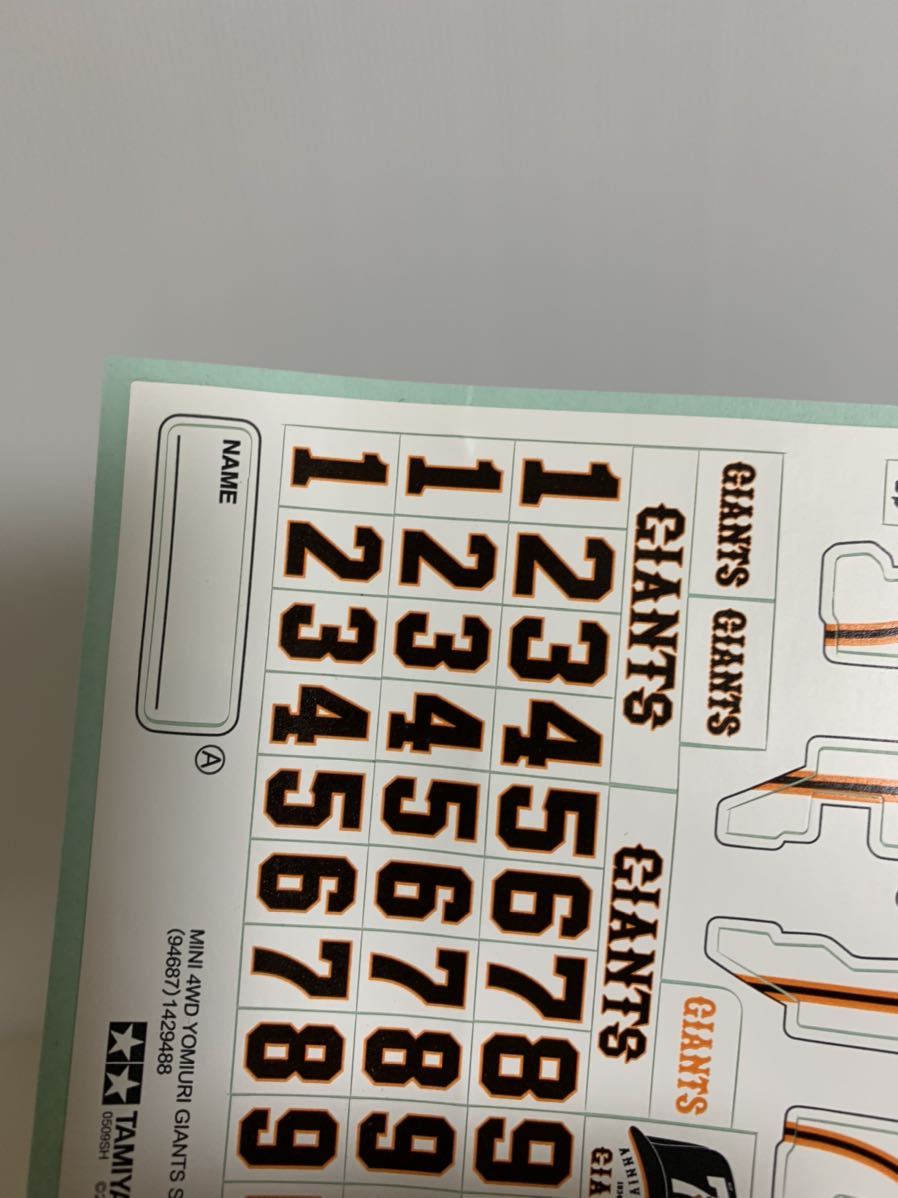 GIANTS GIANTS
GIANTS GIANTS
GIANTS
1 2 3 4 5 6 7 8 9
1 2 3 4 5 6 7 8 9
1 2 3 4 5 6 7 8 9
NAME
A
MINI 4WD YOMIURI GIANTS S
(94687)1429488
TAMIYA
0509SH